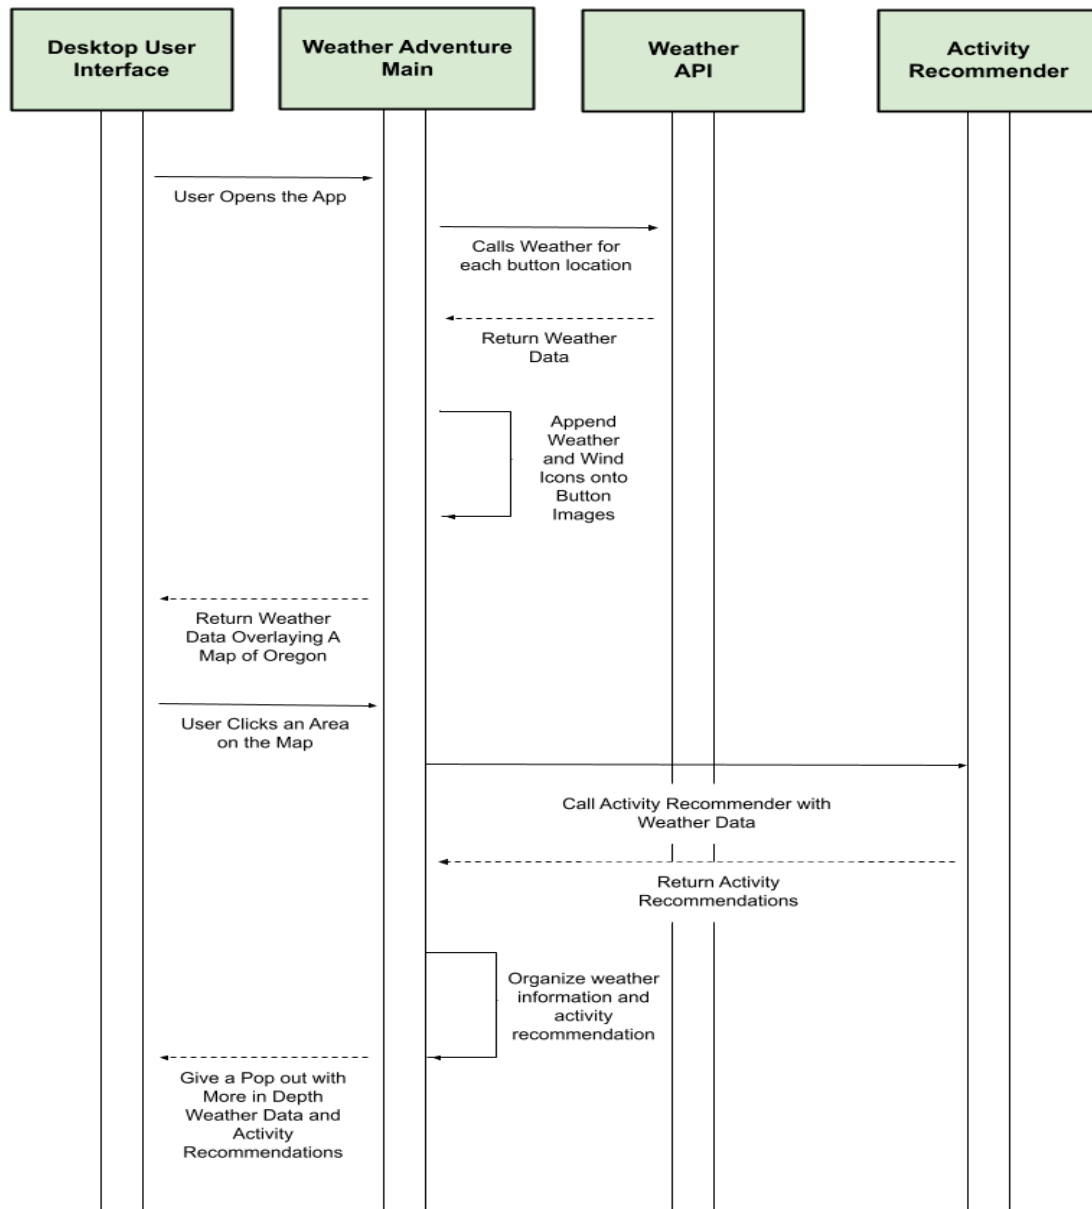 Desktop User
Interface
Weather Adventure
Main
Weather
API
Activity
Recommender
User Opens the App
Calls Weather for
each button location
Return Weather
Data
Append
Weather
and Wind
Icons onto
Button
Images
Return Weather
Data Overlaying A
Map of Oregon
User Clicks an Area
on the Map
Call Activity Recommender with
Weather Data
Return Activity
Recommendations
Organize weather
information and
activity
recommendation
Give a Pop out with
More in Depth
Weather Data and
Activity
Recommendations